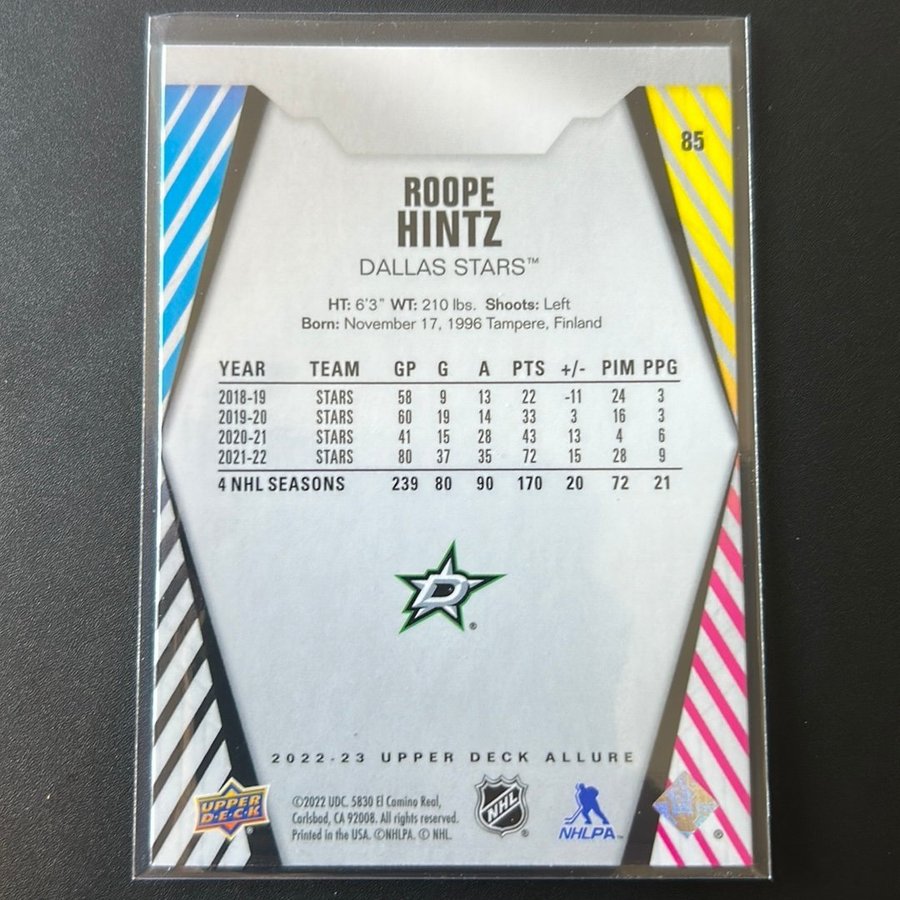 85
ROOPE
HINTZ
DALLAS STARS™
HT: 6'3" WT: 210 lbs. Shoots: Left
Born: November 17, 1996 Tampere, Finland
YEAR TEAM GP G A PTS +/- PIM PPG
2018-19 STARS 58 9 13 22 -11 24 3
2019-20 STARS 60 19 14 33 3 16 3
2020-21 STARS 41 15 28 43 13 4 6
2021-22 STARS 80 37 35 72 15 28 9
4 NHL SEASONS 239 80 90 170 20 72 21
D ®
2022-23 UPPER DECK ALLURE
UPPER DECK ®
©2022 UDC. 5830 El Camino Real,
Carlsbad, CA 92008. All rights reserved.
Printed in the USA. ©NHLPA. © NHL.
NHL ®
NHLPA™
®